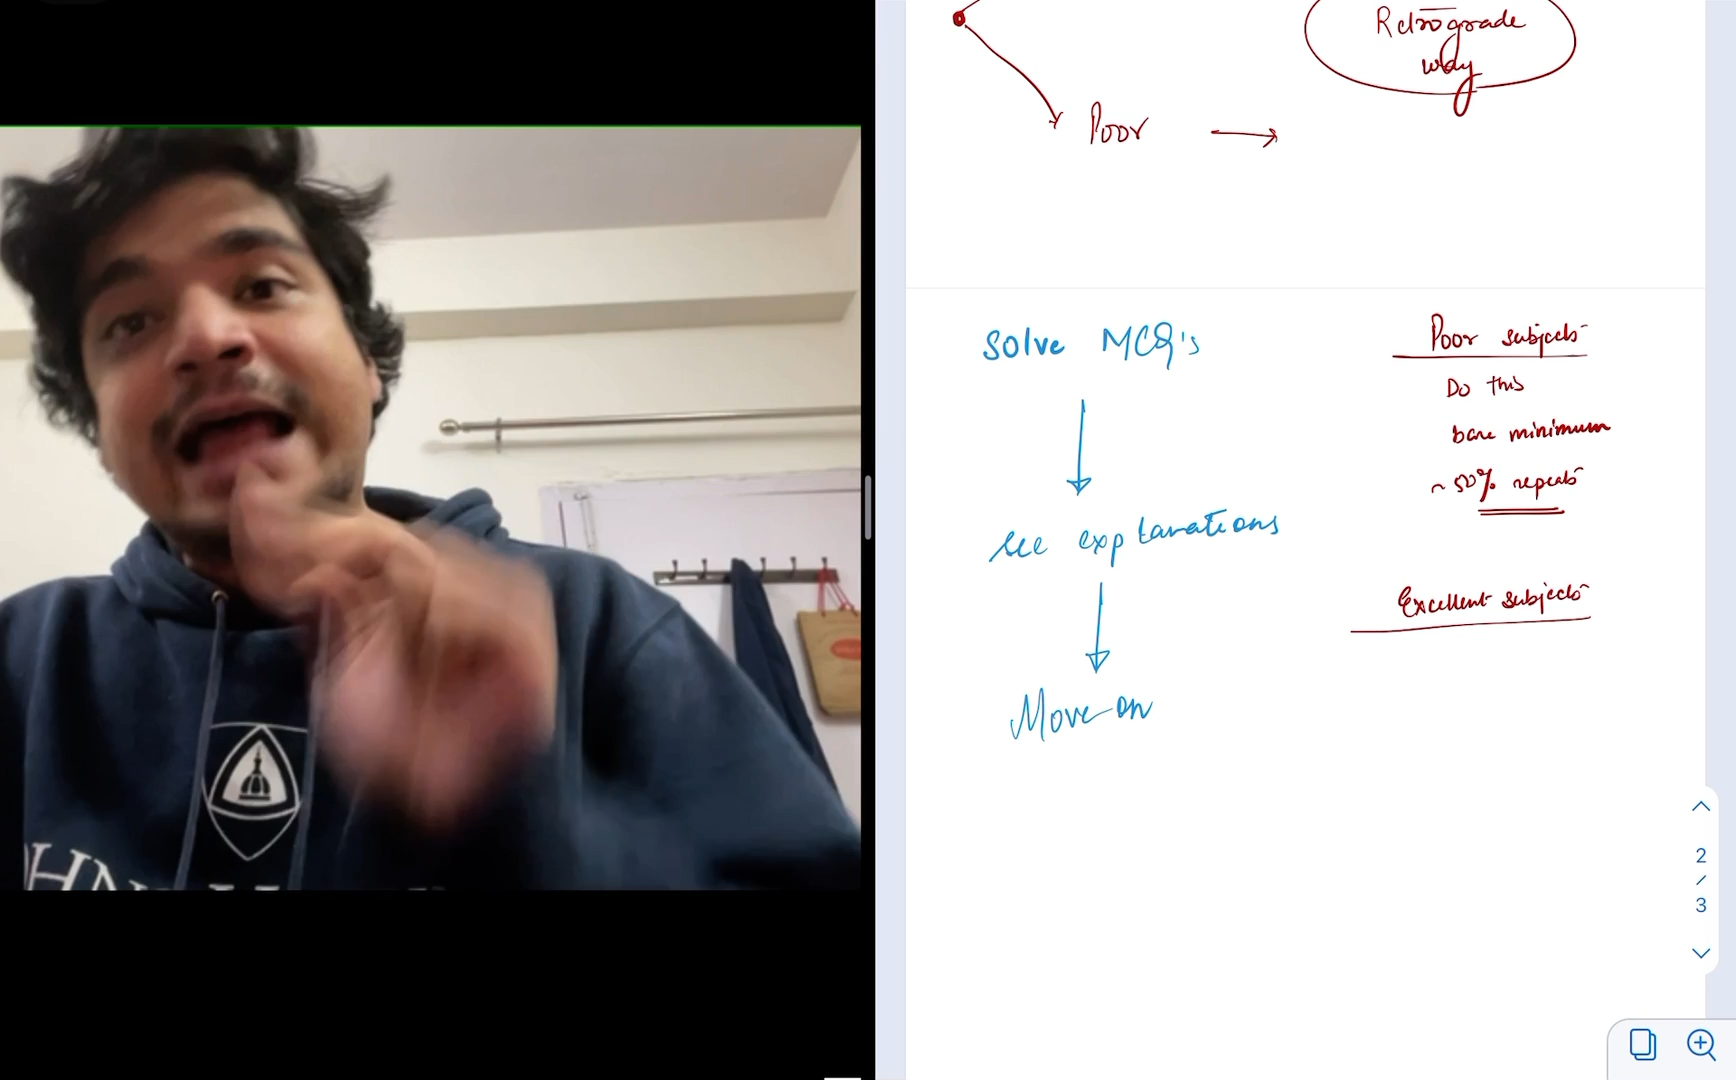 Retrograde
way
Poor
Solve MCQ's
see explanations
Move on
Poor subjects
Do this
bare minimum
~ 50% repeats
Excellent subjects
2
/
3